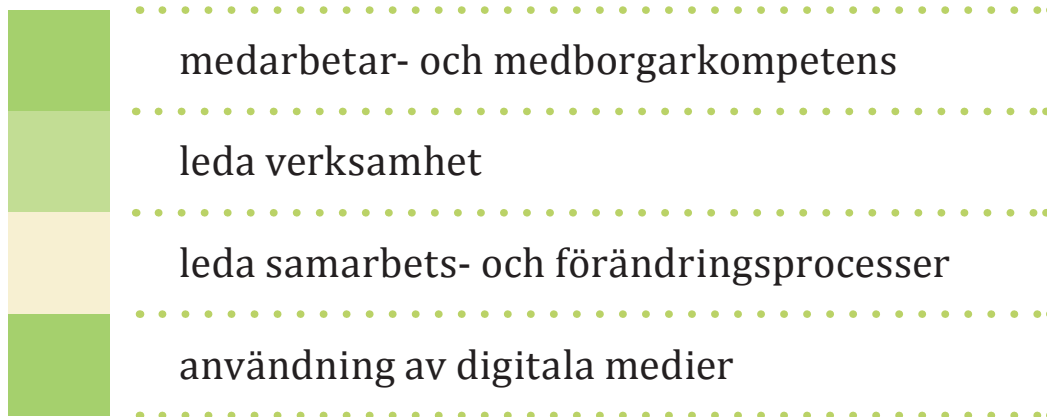 medarbetar- och medborgarkompetens
leda verksamhet
leda samarbets- och förändringsprocesser
användning av digitala medier